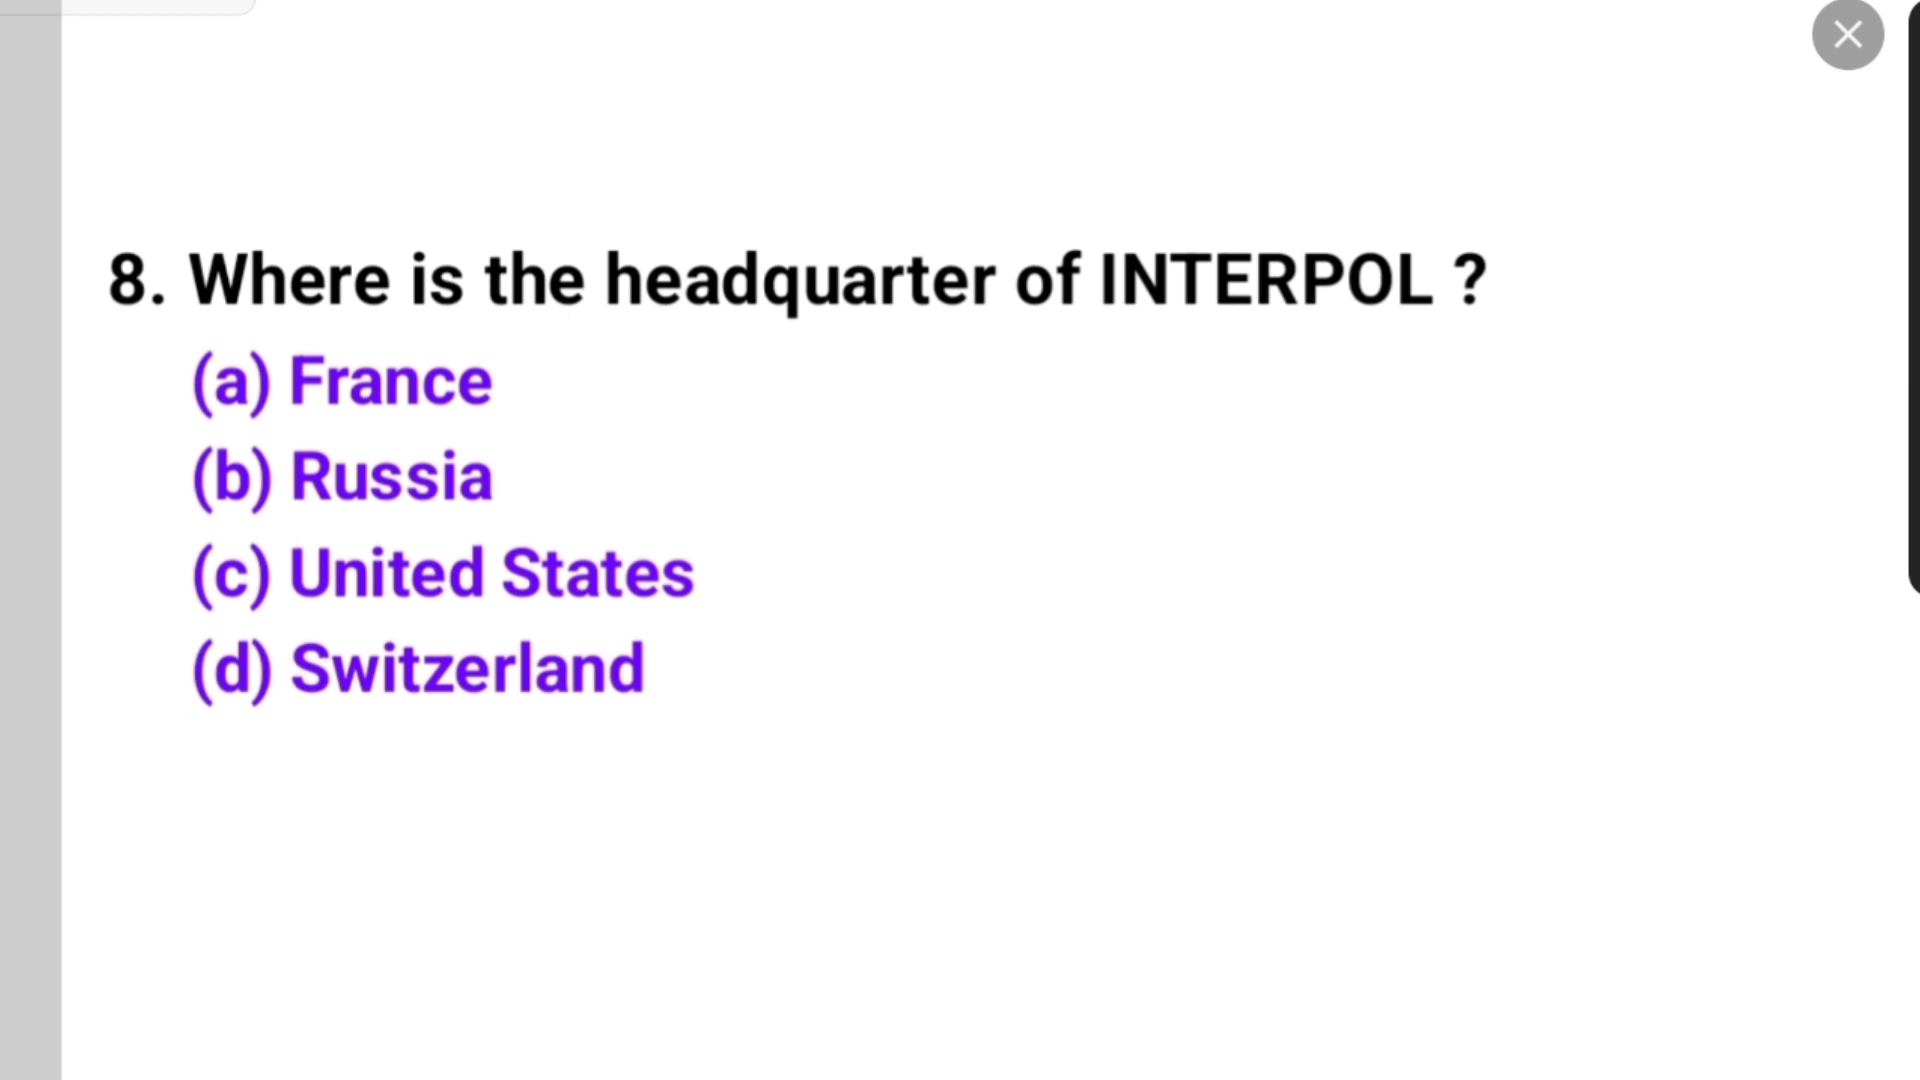 8. Where is the headquarter of INTERPOL ?
(a) France
(b) Russia
(c) United States
(d) Switzerland